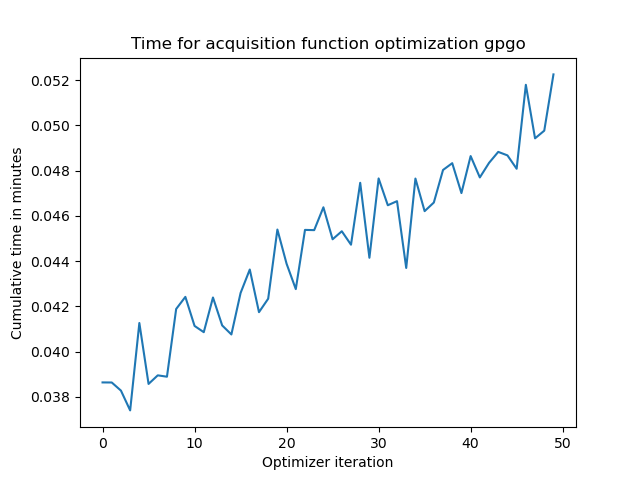 Time for acquisition function optimization gpgo
0.052
0.050
0.048
0.046
0.044
0.042
0.040
0.038
Cumulative time in minutes
0 10 20 30 40 50
Optimizer iteration